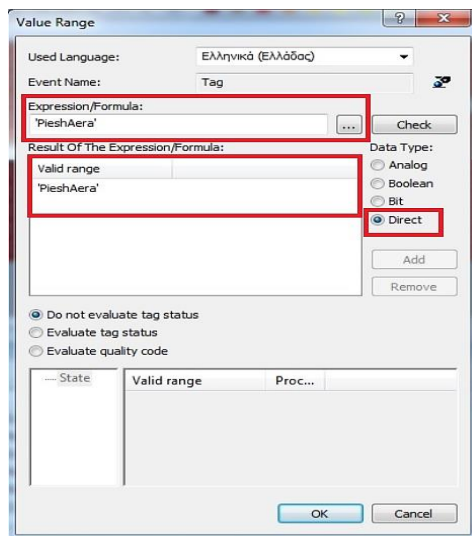 Value Range
Used Language: Ελληνικά (Ελλάδας)
Event Name: Tag
Expression/Formula:
'PieshAera' ... Check
Result Of The Expression/Formula: Data Type:
Valid range Analog
'PieshAera' Boolean
Bit
Direct
Add
Remove
Do not evaluate tag status
Evaluate tag status
Evaluate quality code
State Valid range Proc...
OK Cancel